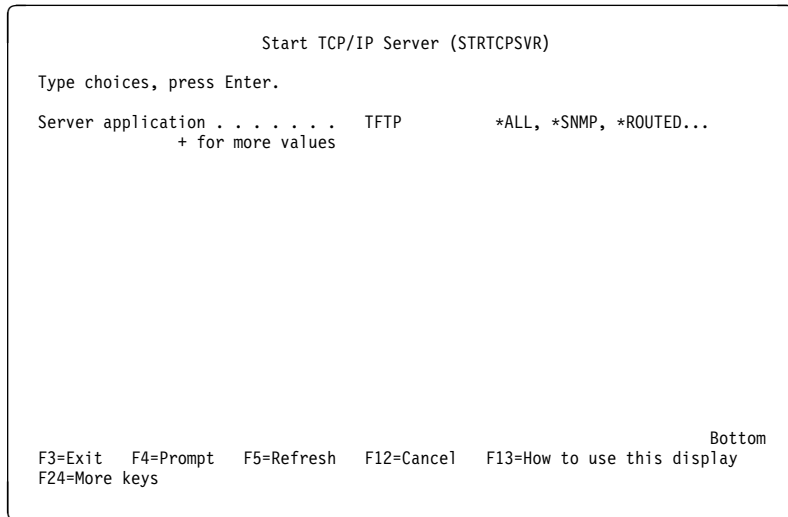 Start TCP/IP Server (STRTCPSVR)
Type choices, press Enter.
Server application . . . . . . . TFTP *ALL, *SNMP, *ROUTED...
+ for more values
Bottom
F3=Exit F4=Prompt F5=Refresh F12=Cancel F13=How to use this display
F24=More keys